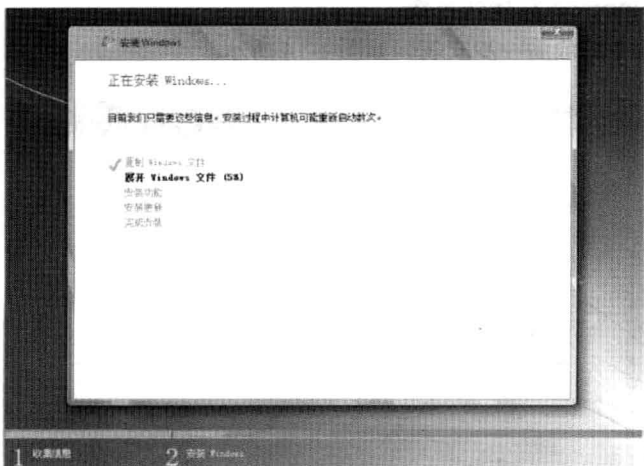 安装 Windows
正在安装 Windows...
目前我们只需要这些信息。安装过程中计算机可能重新启动数次。
复制 Windows 文件
展开 Windows 文件 (5%)
安装功能
安装更新
完成安装
1 收集信息
2 安装 Windows